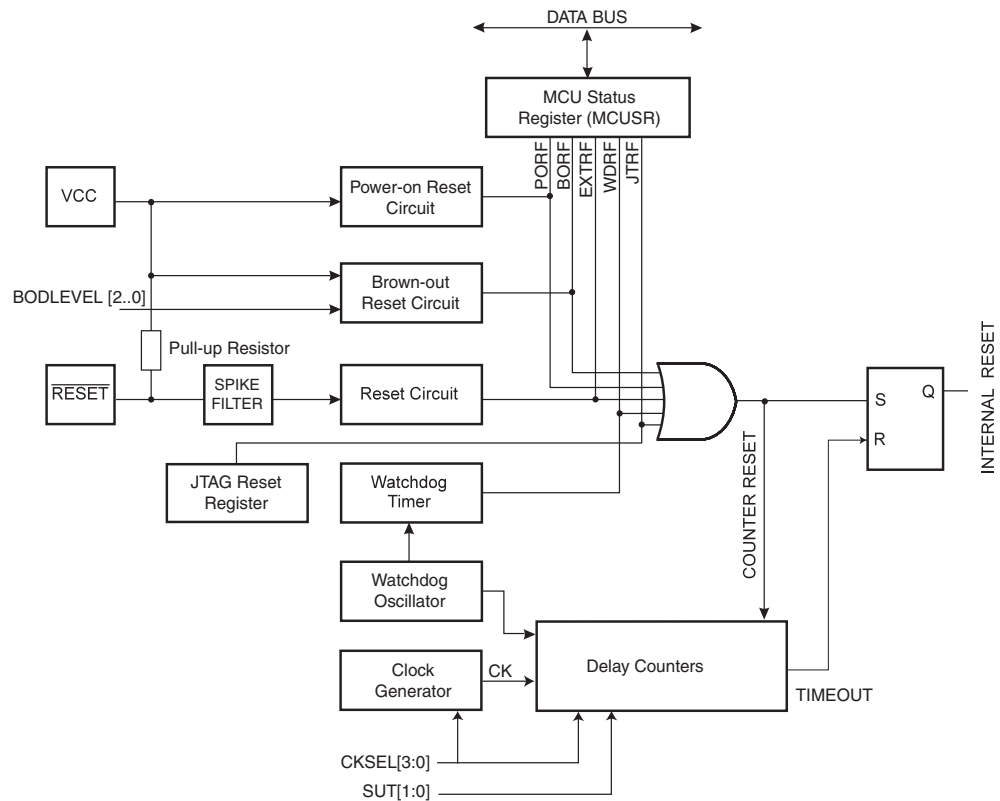 DATA BUS
MCU Status
Register (MCUSR)
PORF
BORF
EXTRF
WDRF
JTRF
VCC
Power-on Reset
Circuit
Brown-out
Reset Circuit
BODLEVEL [2..0]
Pull-up Resistor
RESET
SPIKE
FILTER
Reset Circuit
S
Q
R
INTERNAL RESET
JTAG Reset
Register
Watchdog
Timer
COUNTER RESET
Watchdog
Oscillator
Clock
Generator
CK
Delay Counters
TIMEOUT
CKSEL[3:0]
SUT[1:0]